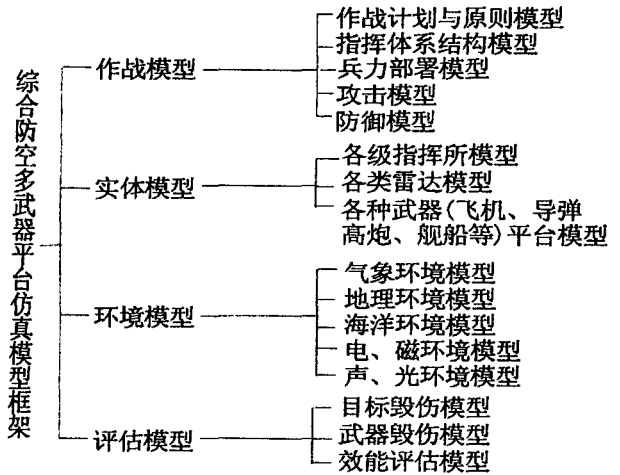 综合防空多武器平台仿真模型框架
作战模型
作战计划与原则模型
指挥体系结构模型
兵力部署模型
攻击模型
防御模型
实体模型
各级指挥所模型
各类雷达模型
各种武器(飞机、导弹
高炮、舰船等)平台模型
环境模型
气象环境模型
地理环境模型
海洋环境模型
电、磁环境模型
声、光环境模型
评估模型
目标毁伤模型
武器毁伤模型
效能评估模型